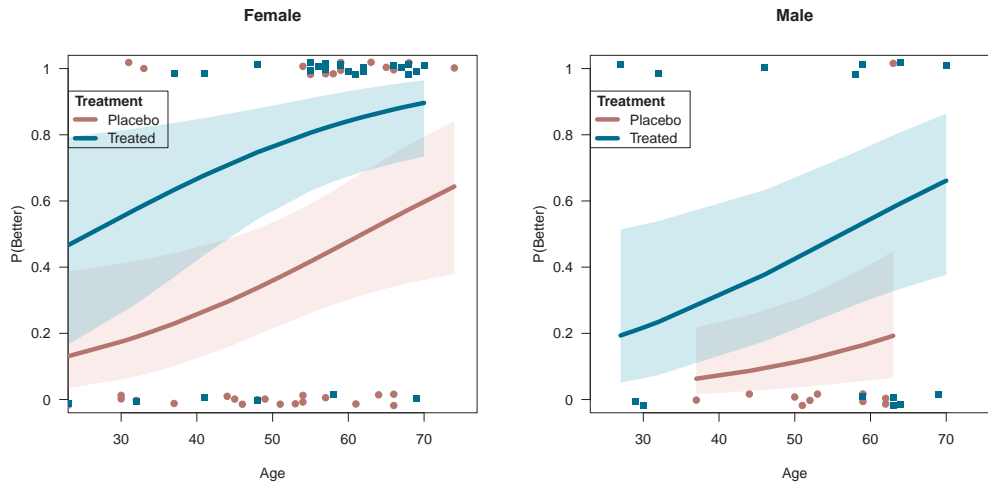 Female
P(Better)
1
0.8
0.6
0.4
0.2
0
Treatment
Placebo
Treated
30 40 50 60 70
Age
Male
P(Better)
1
0.8
0.6
0.4
0.2
0
Treatment
Placebo
Treated
30 40 50 60 70
Age